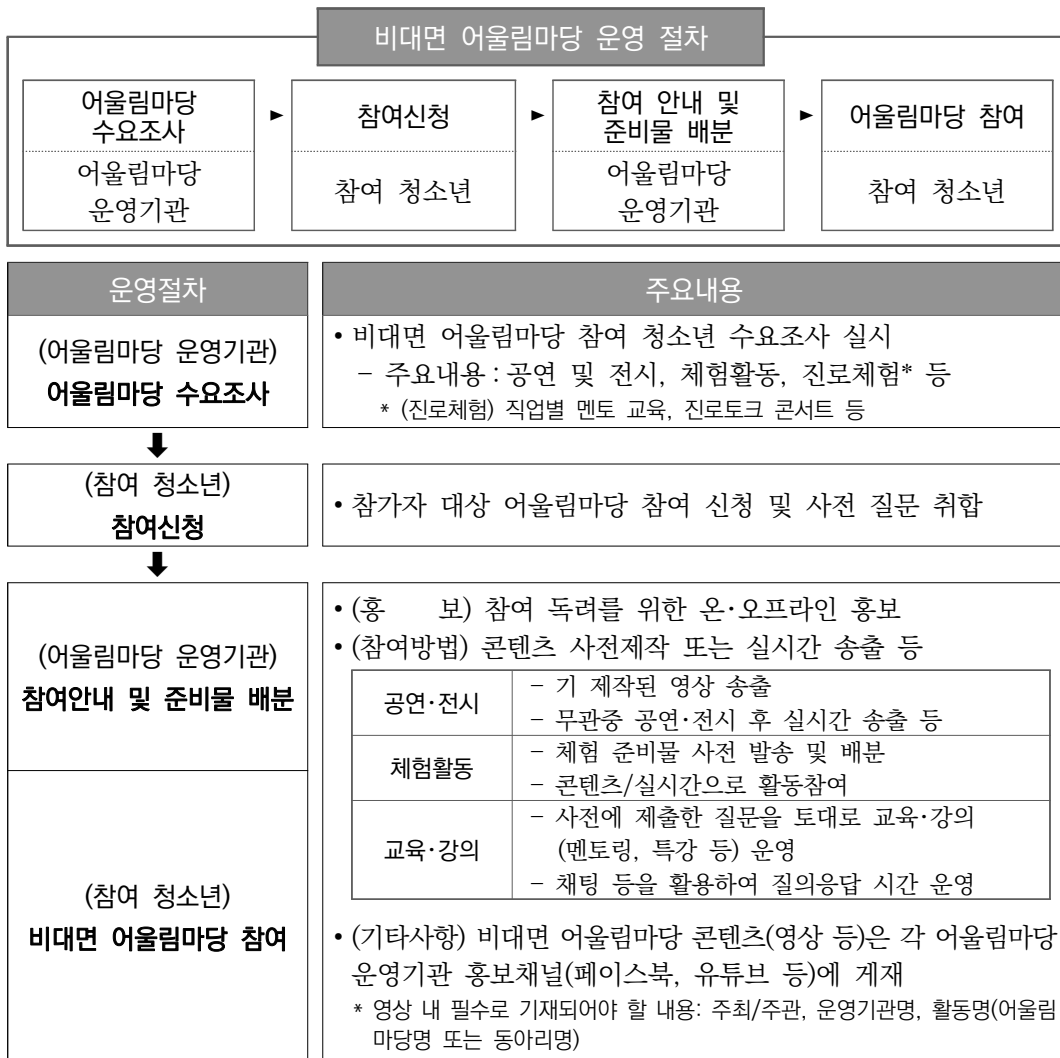 비대면 어울림마당 운영 절차
어울림마당
수요조사
어울림마당
운영기관
►
참여신청
참여 청소년
►
참여 안내 및
준비물 배분
어울림마당
운영기관
►
어울림마당 참여
참여 청소년
운영절차
주요내용
(어울림마당 운영기관)
어울림마당 수요조사
• 비대면 어울림마당 참여 청소년 수요조사 실시
- 주요내용 : 공연 및 전시, 체험활동, 진로체험* 등
* (진로체험) 직업별 멘토 교육, 진로토크 콘서트 등
(참여 청소년)
참여신청
• 참가자 대상 어울림마당 참여 신청 및 사전 질문 취합
(어울림마당 운영기관)
참여안내 및 준비물 배분
(참여 청소년)
비대면 어울림마당 참여
• (홍 보) 참여 독려를 위한 온·오프라인 홍보
• (참여방법) 콘텐츠 사전제작 또는 실시간 송출 등
공연·전시
- 기 제작된 영상 송출
- 무관중 공연·전시 후 실시간 송출 등
체험활동
- 체험 준비물 사전 발송 및 배분
- 콘텐츠/실시간으로 활동참여
교육·강의
- 사전에 제출한 질문을 토대로 교육·강의
(멘토링, 특강 등) 운영
- 채팅 등을 활용하여 질의응답 시간 운영
• (기타사항) 비대면 어울림마당 콘텐츠(영상 등)은 각 어울림마당
운영기관 홍보채널(페이스북, 유튜브 등)에 게재
* 영상 내 필수로 기재되어야 할 내용: 주최/주관, 운영기관명, 활동명(어울림
마당명 또는 동아리명)